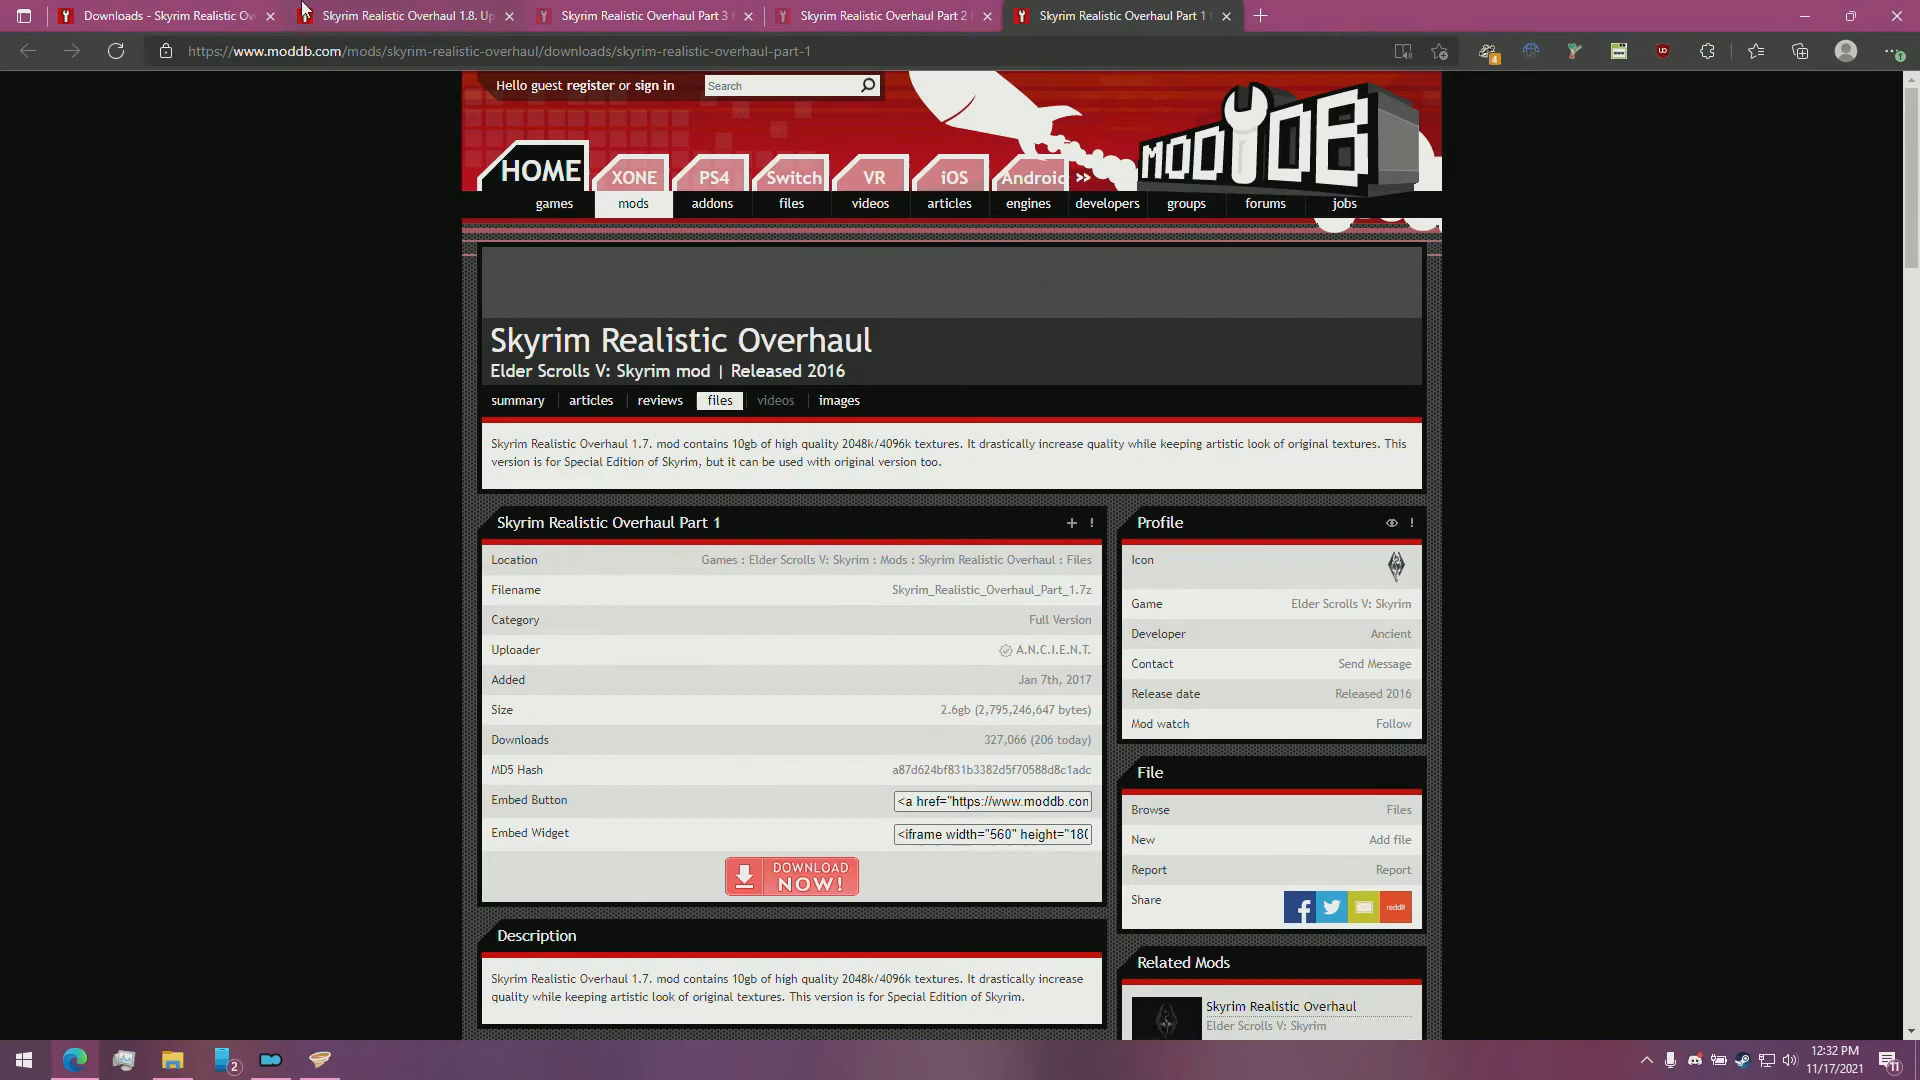 Downloads - Skyrim Realistic Ov
Skyrim Realistic Overhaul 1.8. Up
Skyrim Realistic Overhaul Part 3
Skyrim Realistic Overhaul Part 2
Skyrim Realistic Overhaul Part 1
https://www.moddb.com/mods/skyrim-realistic-overhaul/downloads/skyrim-realistic-overhaul-part-1
4
UD
Hello guest register or sign in
Search
MODDB
HOME
XONE
PS4
Switch
VR
iOS
Android
>>
games
mods
addons
files
videos
articles
engines
developers
groups
forums
jobs
Skyrim Realistic Overhaul
Elder Scrolls V: Skyrim mod | Released 2016
summary
articles
reviews
files
videos
images
Skyrim Realistic Overhaul 1.7. mod contains 10gb of high quality 2048k/4096k textures. It drastically increase quality while keeping artistic look of original textures. This
version is for Special Edition of Skyrim, but it can be used with original version too.
Skyrim Realistic Overhaul Part 1
+ !
Location
Games : Elder Scrolls V: Skyrim : Mods : Skyrim Realistic Overhaul : Files
Filename
Skyrim_Realistic_Overhaul_Part_1.7z
Category
Full Version
Uploader
A.N.C.I.E.N.T.
Added
Jan 7th, 2017
Size
2.6gb (2,795,246,647 bytes)
Downloads
327,066 (206 today)
MD5 Hash
a87d624bf831b3382d5f70588d8c1adc
Embed Button
<a href="https://www.moddb.con
Embed Widget
<iframe width="560" height="180
DOWNLOAD
NOW!
Description
Skyrim Realistic Overhaul 1.7. mod contains 10gb of high quality 2048k/4096k textures. It drastically increase
quality while keeping artistic look of original textures. This version is for Special Edition of Skyrim.
Profile
!
Icon
Game
Elder Scrolls V: Skyrim
Developer
Ancient
Contact
Send Message
Release date
Released 2016
Mod watch
Follow
File
Browse
Files
New
Add file
Report
Report
Share
reddit
Related Mods
Skyrim Realistic Overhaul
Elder Scrolls V: Skyrim
2
12:32 PM
11/17/2021
11